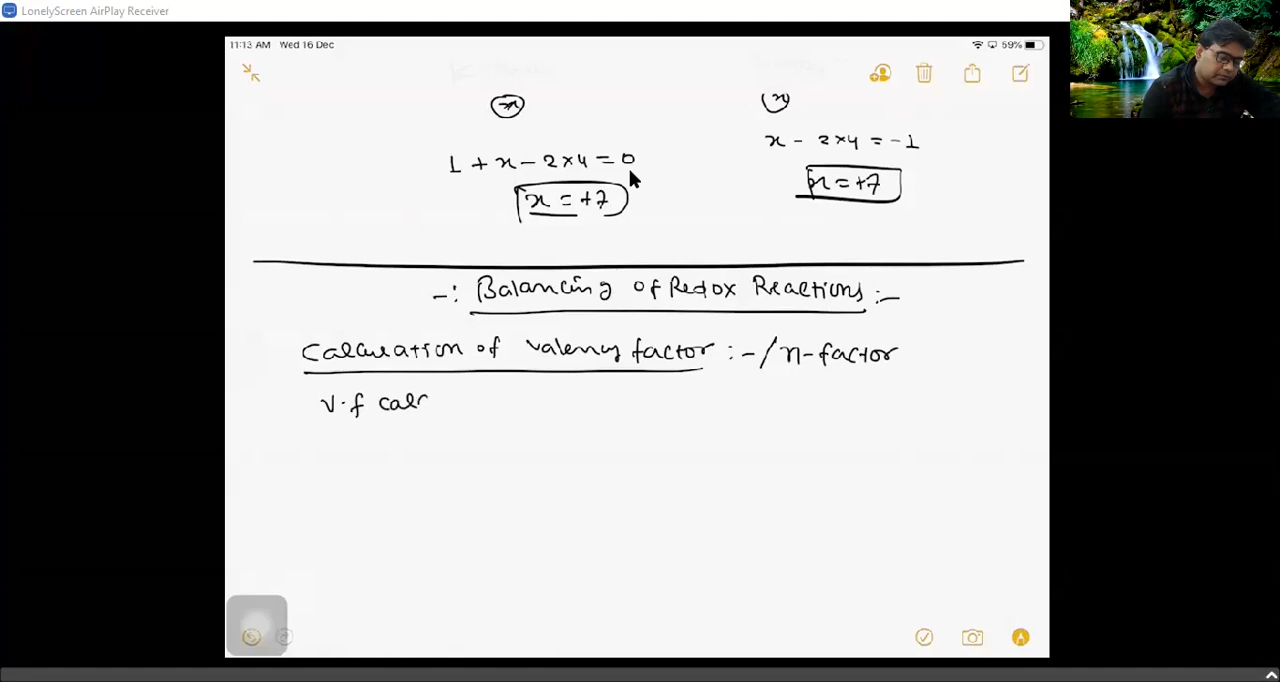 LonelyScreen AirPlay Receiver
11:13 AM Wed 16 Dec
59%
x
x
1 + x - 2×4 = 0
x - 2×4 = -1
x = +7
x = +7
-: Balancing of Redox Reactions :-
Calculation of valency factor :- / n-factor
v.f calc